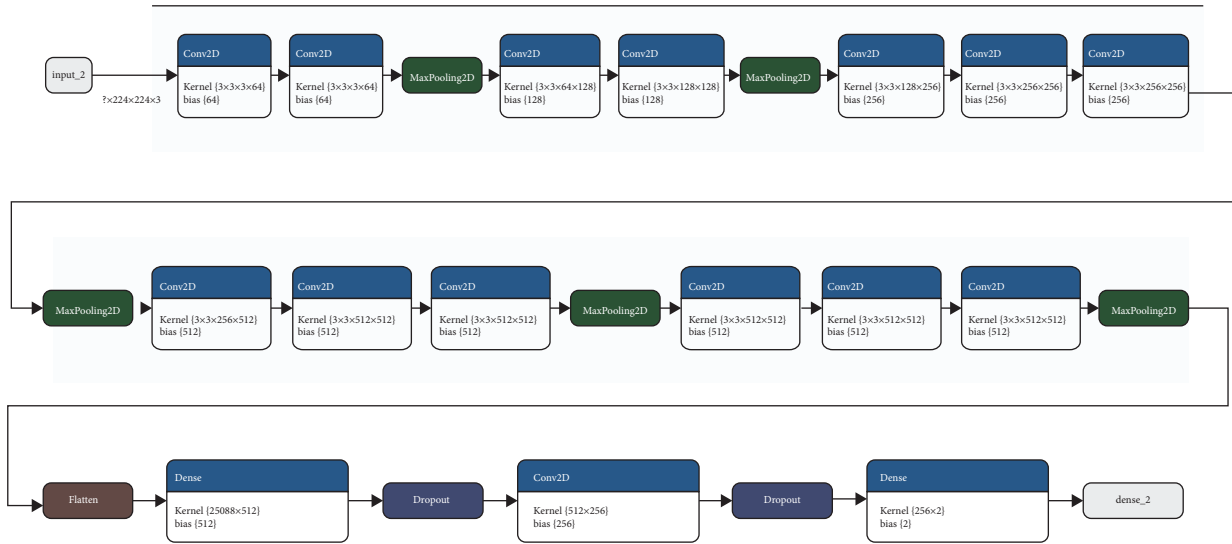 input_2
?×224×224×3
Conv2D
Kernel {3×3×3×64}
bias {64}
Conv2D
Kernel {3×3×3×64}
bias {64}
MaxPooling2D
Conv2D
Kernel {3×3×64×128}
bias {128}
Conv2D
Kernel {3×3×128×128}
bias {128}
MaxPooling2D
Conv2D
Kernel {3×3×128×256}
bias {256}
Conv2D
Kernel {3×3×256×256}
bias {256}
Conv2D
Kernel {3×3×256×256}
bias {256}
MaxPooling2D
Conv2D
Kernel {3×3×256×512}
bias {512}
Conv2D
Kernel {3×3×512×512}
bias {512}
Conv2D
Kernel {3×3×512×512}
bias {512}
MaxPooling2D
Conv2D
Kernel {3×3×512×512}
bias {512}
Conv2D
Kernel {3×3×512×512}
bias {512}
Conv2D
Kernel {3×3×512×512}
bias {512}
MaxPooling2D
Flatten
Dense
Kernel {25088×512}
bias {512}
Dropout
Conv2D
Kernel {512×256}
bias {256}
Dropout
Dense
Kernel {256×2}
bias {2}
dense_2